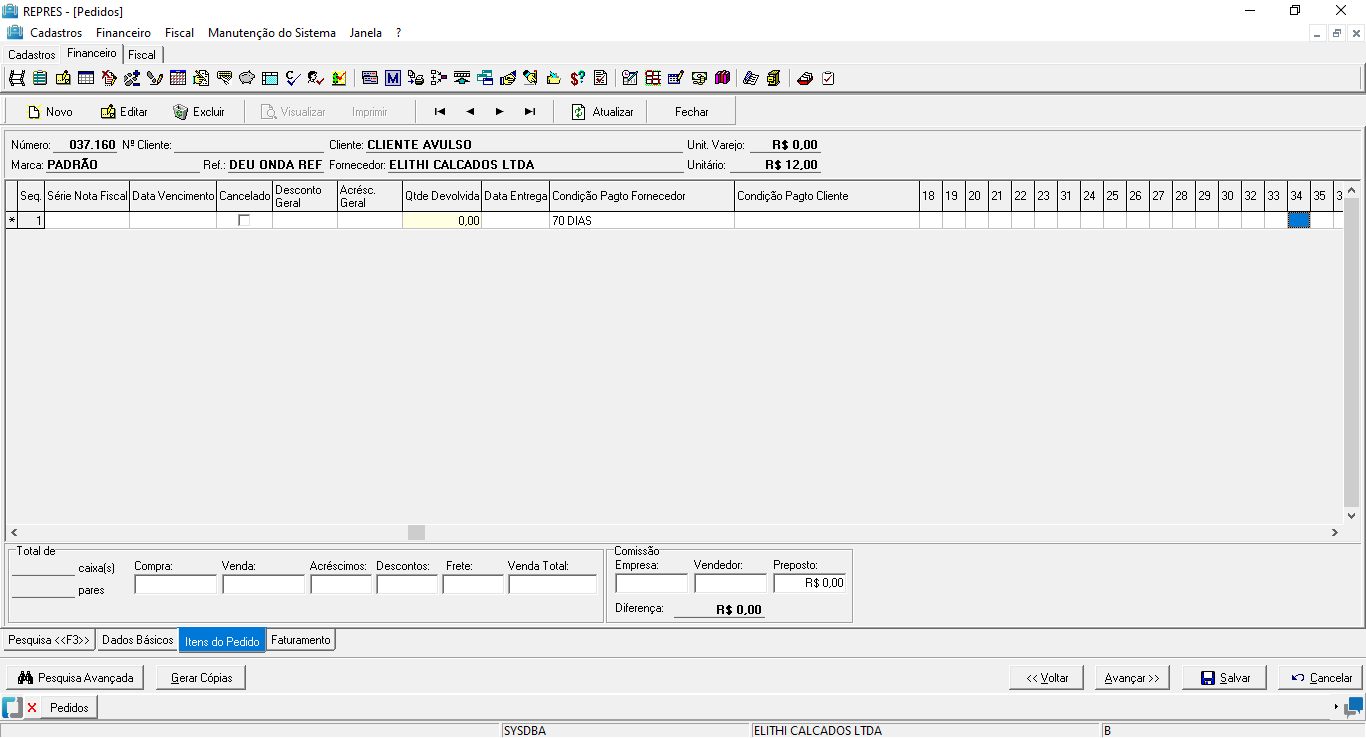 REPRES - [Pedidos]
Cadastros Financeiro Fiscal Manutenção do Sistema Janela ?
Cadastros Financeiro Fiscal
Novo Editar Excluir Visualizar Imprimir Atualizar Fechar
Número: 037.160 Nº Cliente: Cliente: CLIENTE AVULSO Unit. Varejo: R$ 0,00
Marca: PADRÃO Ref.: DEU ONDA REF Fornecedor: ELITHI CALCADOS LTDA Unitário: R$ 12,00
Seq. Série Nota Fiscal Data Vencimento Cancelado Desconto Geral Acrésc. Geral Qtde Devolvida Data Entrega Condição Pagto Fornecedor Condição Pagto Cliente 18 19 20 21 22 23 31 24 25 26 27 28 29 30 32 33 34 35 3
* 1 0,00 70 DIAS
Total de Comissão
caixa(s) Compra: Venda: Acréscimos: Descontos: Frete: Venda Total: Empresa: Vendedor: Preposto:
R$ 0,00
pares
Diferença: R$ 0,00
Pesquisa <<F3>> Dados Básicos Itens do Pedido Faturamento
Pesquisa Avançada Gerar Cópias << Voltar Avançar >> Salvar Cancelar
Pedidos
SYSDBA ELITHI CALCADOS LTDA B